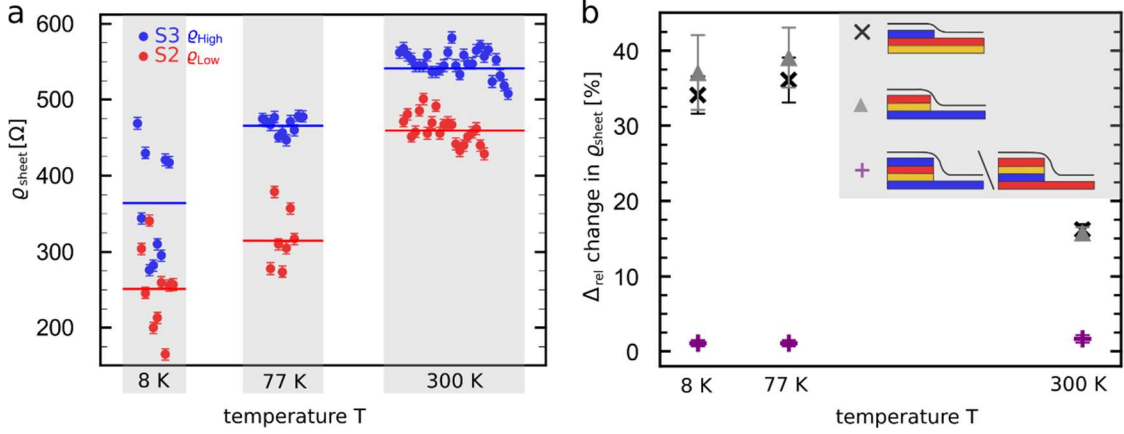 a
600
500
400
300
200
ϱ sheet [Ω]
S3 ϱHigh
S2 ϱLow
8 K
77 K
300 K
temperature T
b
40
30
20
10
0
Δrel change in ϱsheet [%]
8 K
77 K
300 K
temperature T